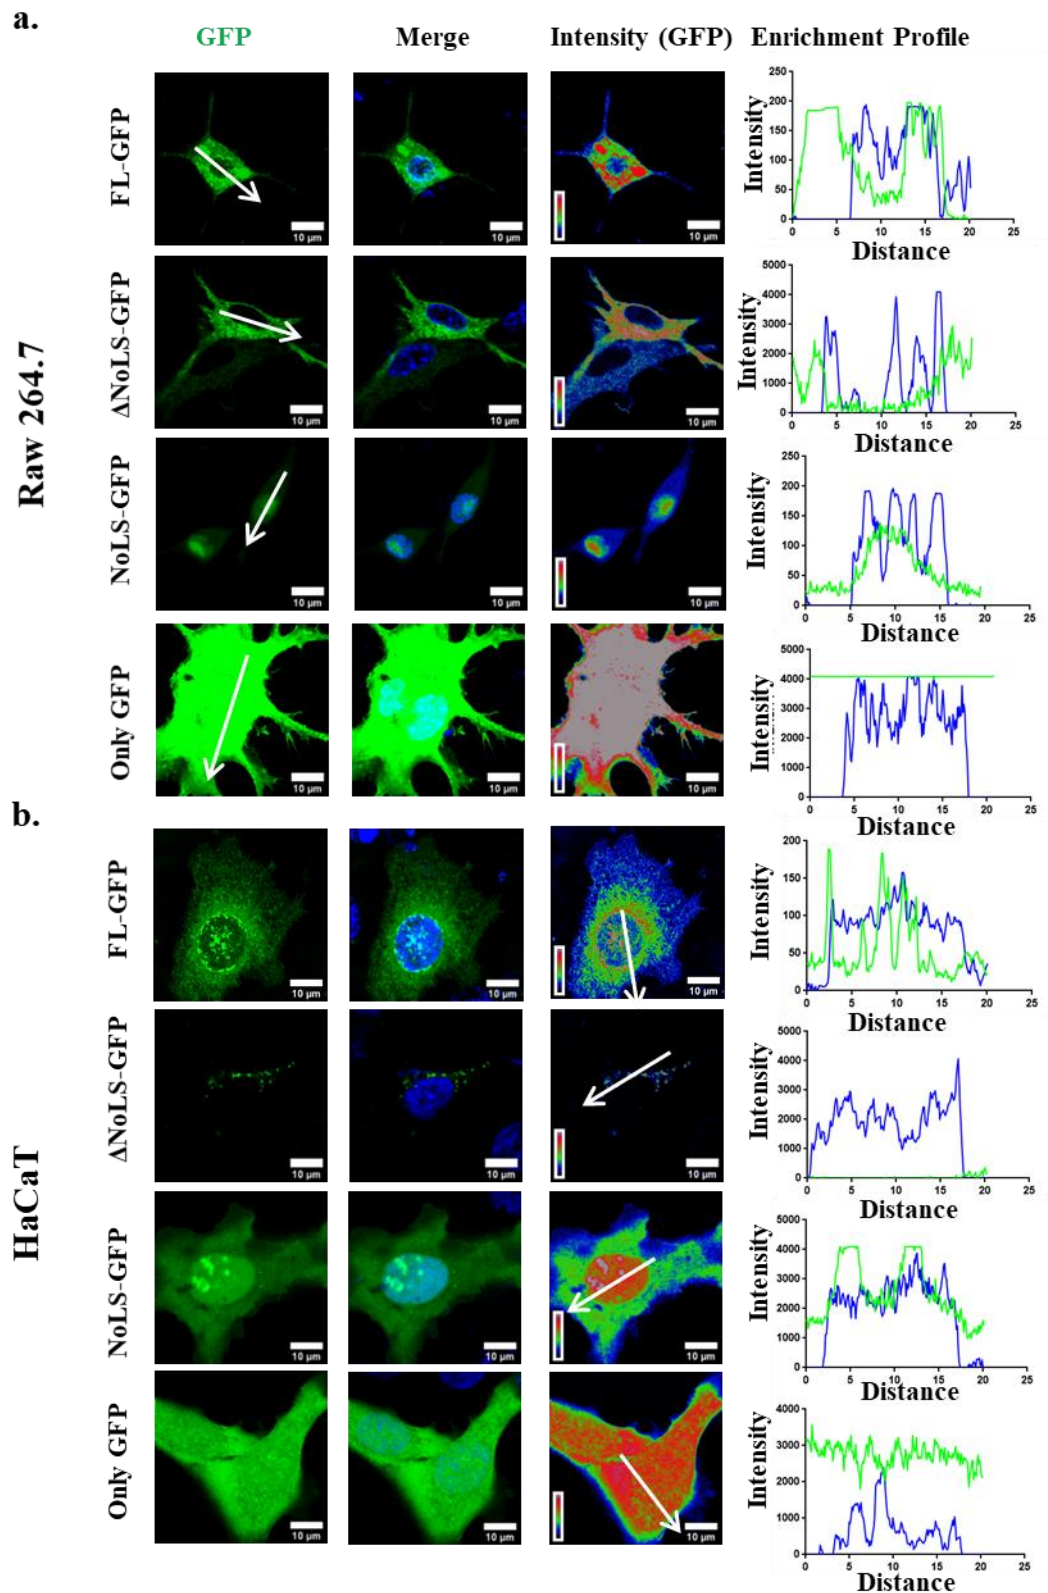 a.
GFP Merge Intensity (GFP) Enrichment Profile
Raw 264.7
FL-GFP
10 µm 10 µm 10 µm
Intensity
250
200
150
100
50
0
0 5 10 15 20 25
Distance
ΔNoLS-GFP
10 µm 10 µm 10 µm
Intensity
5000
4000
3000
2000
1000
0
0 5 10 15 20 25
Distance
NoLS-GFP
10 µm 10 µm 10 µm
Intensity
250
200
150
100
50
0
0 5 10 15 20 25
Distance
Only GFP
10 µm 10 µm 10 µm
Intensity
5000
4000
3000
2000
1000
0
0 5 10 15 20 25
Distance
b.
HaCaT
FL-GFP
10 µm 10 µm 10 µm
Intensity
200
150
100
50
0
0 5 10 15 20 25
Distance
ΔNoLS-GFP
10 µm 10 µm 10 µm
Intensity
5000
4000
3000
2000
1000
0
0 5 10 15 20 25
Distance
NoLS-GFP
10 µm 10 µm 10 µm
Intensity
5000
4000
3000
2000
1000
0
0 5 10 15 20 25
Distance
Only GFP
10 µm 10 µm 10 µm
Intensity
4000
3000
2000
1000
0
0 5 10 15 20 25
Distance